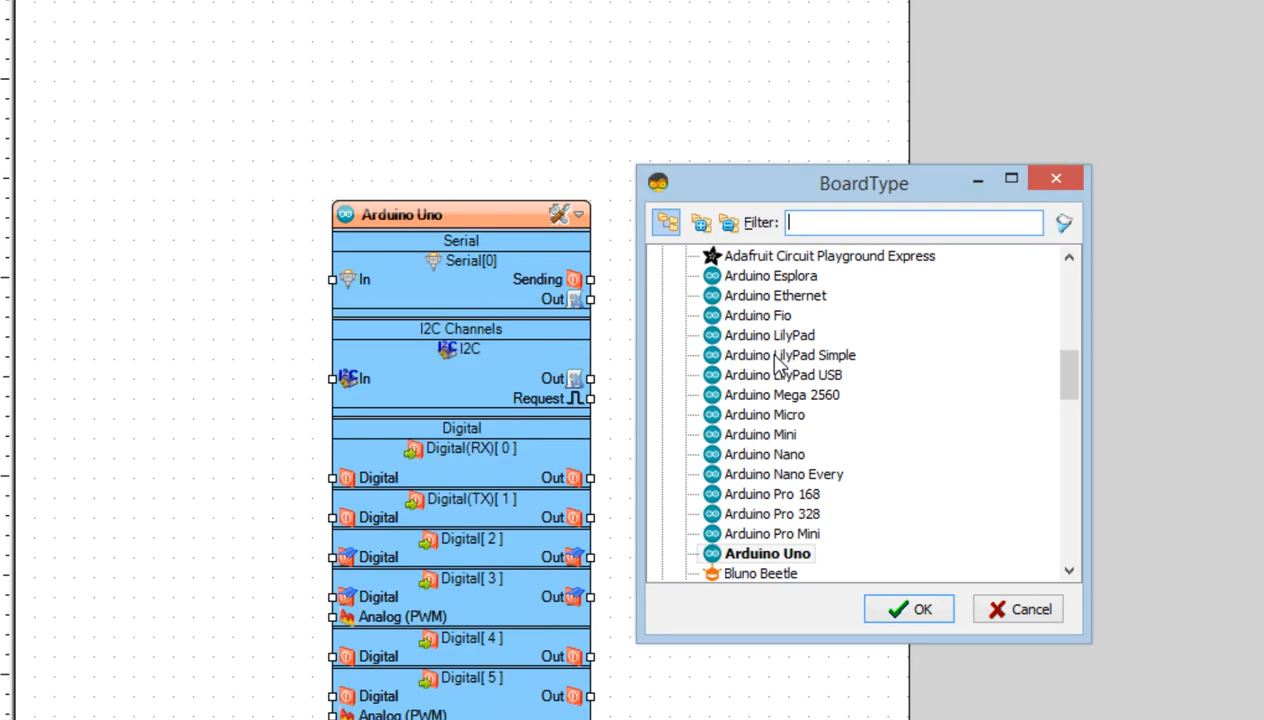 Arduino Uno
Serial
Serial[0]
In
Sending
Out
I2C Channels
I2C
I2C In
Out
Request
Digital
Digital(RX)[ 0 ]
Digital
Out
Digital(TX)[ 1 ]
Digital
Out
Digital[ 2 ]
Digital
Out
Digital[ 3 ]
Digital
Out
Analog (PWM)
Digital[ 4 ]
Digital
Out
Digital[ 5 ]
Digital
Out
Analog (PWM)
BoardType
Filter:
Adafruit Circuit Playground Express
Arduino Esplora
Arduino Ethernet
Arduino Fio
Arduino LilyPad
Arduino LilyPad Simple
Arduino LilyPad USB
Arduino Mega 2560
Arduino Micro
Arduino Mini
Arduino Nano
Arduino Nano Every
Arduino Pro 168
Arduino Pro 328
Arduino Pro Mini
Arduino Uno
Bluno Beetle
OK
Cancel